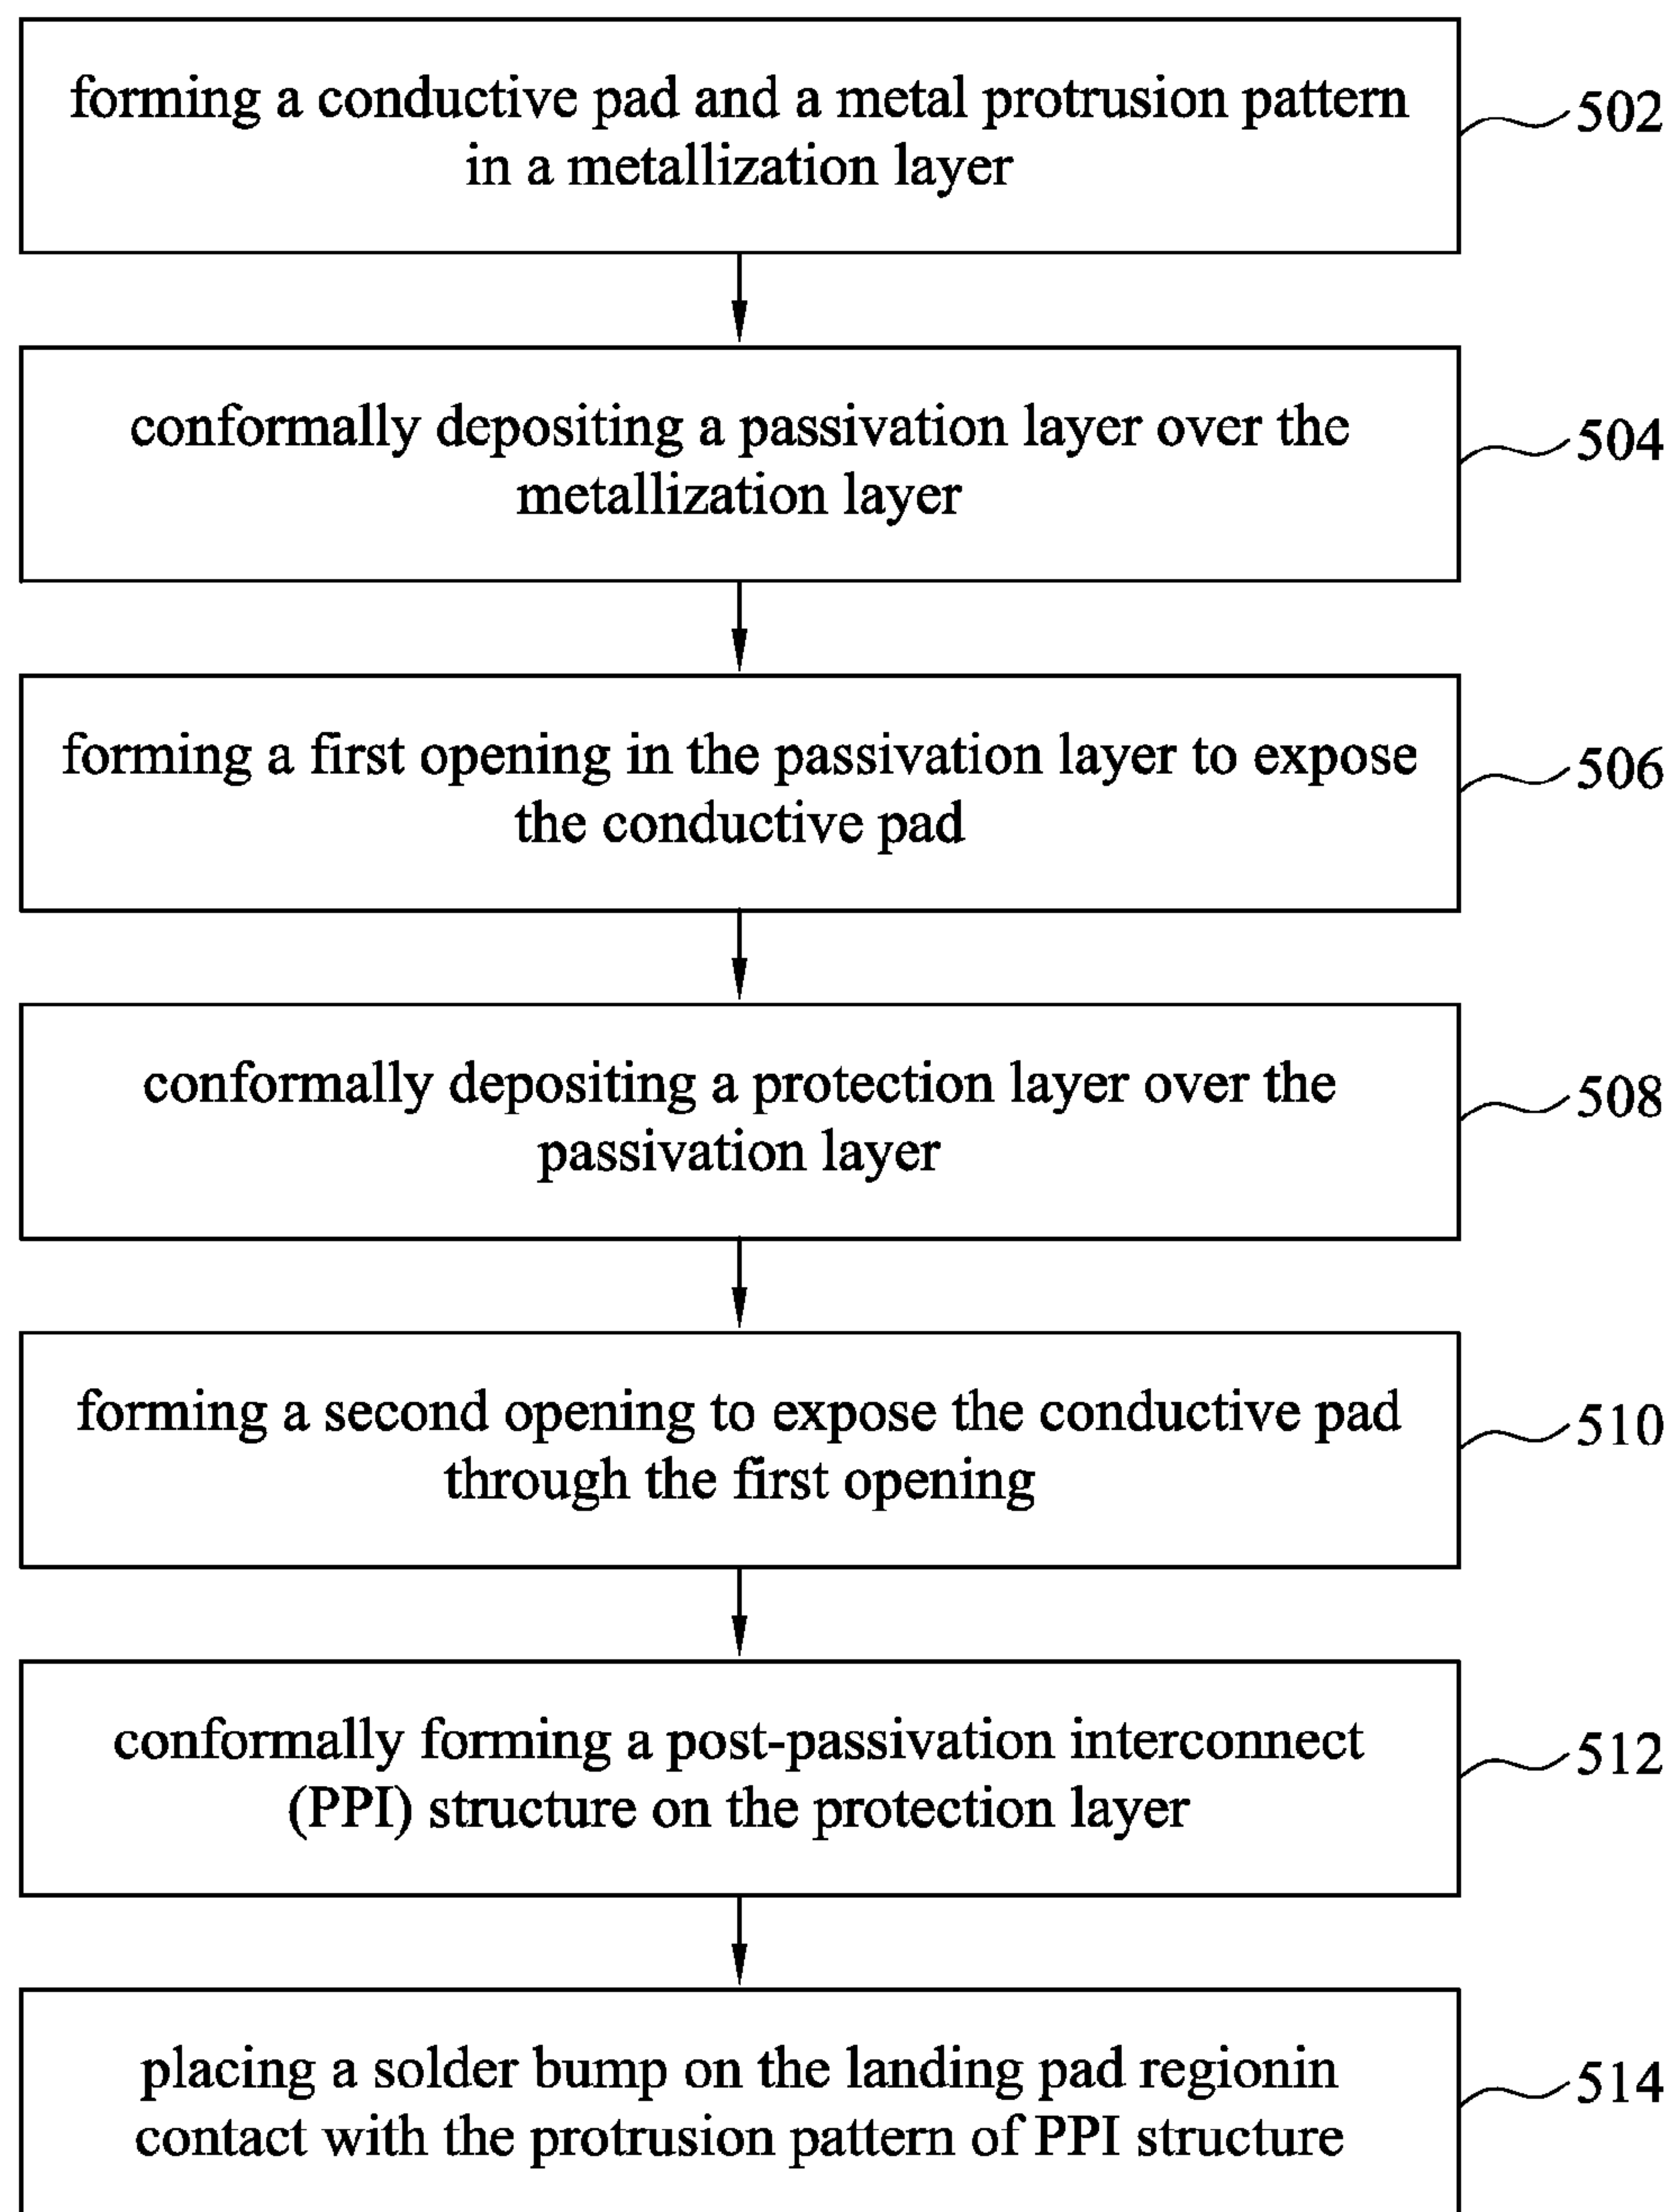 forming a conductive pad and a metal protrusion pattern
in a metallization layer
502
conformally depositing a passivation layer over the
metallization layer
504
forming a first opening in the passivation layer to expose
the conductive pad
506
conformally depositing a protection layer over the
passivation layer
508
forming a second opening to expose the conductive pad
through the first opening
510
conformally forming a post-passivation interconnect
(PPI) structure on the protection layer
512
placing a solder bump on the landing pad regionin
contact with the protrusion pattern of PPI structure
514